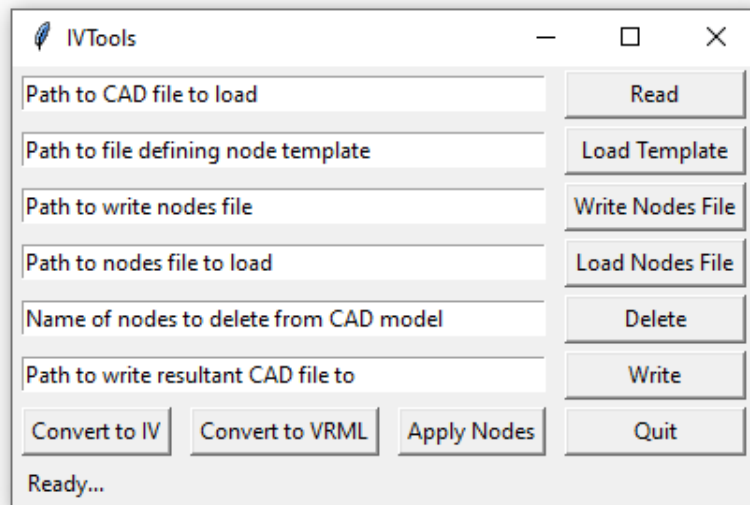 IVTools
Path to CAD file to load
Read
Path to file defining node template
Load Template
Path to write nodes file
Write Nodes File
Path to nodes file to load
Load Nodes File
Name of nodes to delete from CAD model
Delete
Path to write resultant CAD file to
Write
Convert to IV
Convert to VRML
Apply Nodes
Quit
Ready...